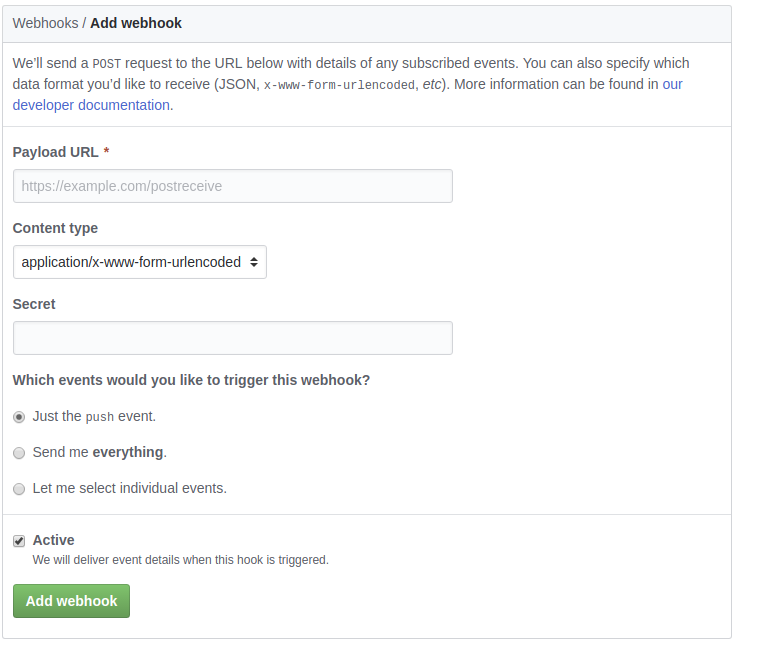 Webhooks / Add webhook
We’ll send a POST request to the URL below with details of any subscribed events. You can also specify which
data format you’d like to receive (JSON, x-www-form-urlencoded, etc). More information can be found in our
developer documentation.
Payload URL *
https://example.com/postreceive
Content type
application/x-www-form-urlencoded
Secret
Which events would you like to trigger this webhook?
Just the push event.
Send me everything.
Let me select individual events.
Active
We will deliver event details when this hook is triggered.
Add webhook